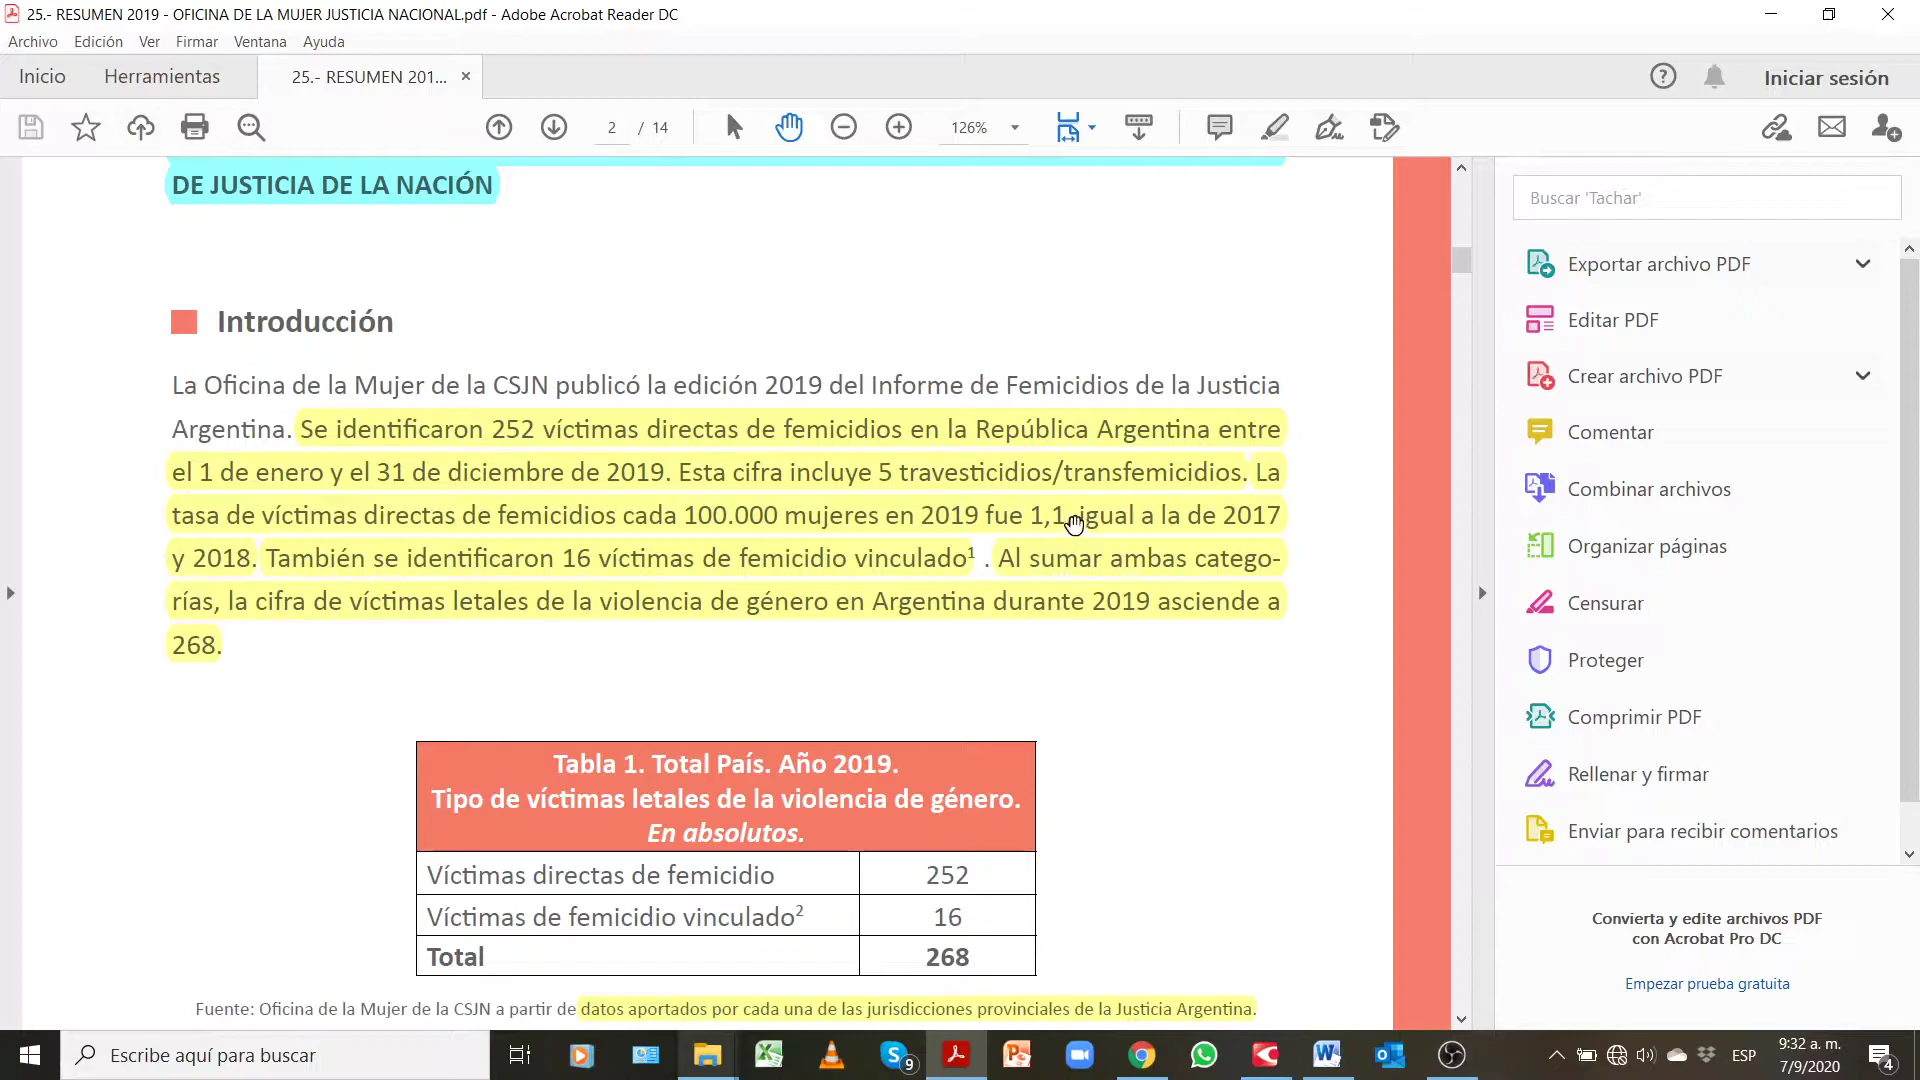 25.- RESUMEN 2019 - OFICINA DE LA MUJER JUSTICIA NACIONAL.pdf - Adobe Acrobat Reader DC
Archivo Edición Ver Firmar Ventana Ayuda
Inicio Herramientas 25.- RESUMEN 201... × Iniciar sesión
2 / 14 126%
DE JUSTICIA DE LA NACIÓN
Introducción
La Oficina de la Mujer de la CSJN publicó la edición 2019 del Informe de Femicidios de la Justicia
Argentina. Se identificaron 252 víctimas directas de femicidios en la República Argentina entre
el 1 de enero y el 31 de diciembre de 2019. Esta cifra incluye 5 travesticidios/transfemicidios. La
tasa de víctimas directas de femicidios cada 100.000 mujeres en 2019 fue 1,1, igual a la de 2017
y 2018. También se identificaron 16 víctimas de femicidio vinculado¹ . Al sumar ambas catego-
rías, la cifra de víctimas letales de la violencia de género en Argentina durante 2019 asciende a
268.
Tabla 1. Total País. Año 2019.
Tipo de víctimas letales de la violencia de género.
En absolutos.
Víctimas directas de femicidio 252
Víctimas de femicidio vinculado² 16
Total 268
Fuente: Oficina de la Mujer de la CSJN a partir de datos aportados por cada una de las jurisdicciones provinciales de la Justicia Argentina.
Buscar 'Tachar'
Exportar archivo PDF
Editar PDF
Crear archivo PDF
Comentar
Combinar archivos
Organizar páginas
Censurar
Proteger
Comprimir PDF
Rellenar y firmar
Enviar para recibir comentarios
Convierta y edite archivos PDF
con Acrobat Pro DC
Empezar prueba gratuita
Escribe aquí para buscar
9
ESP
9:32 a. m.
7/9/2020
4